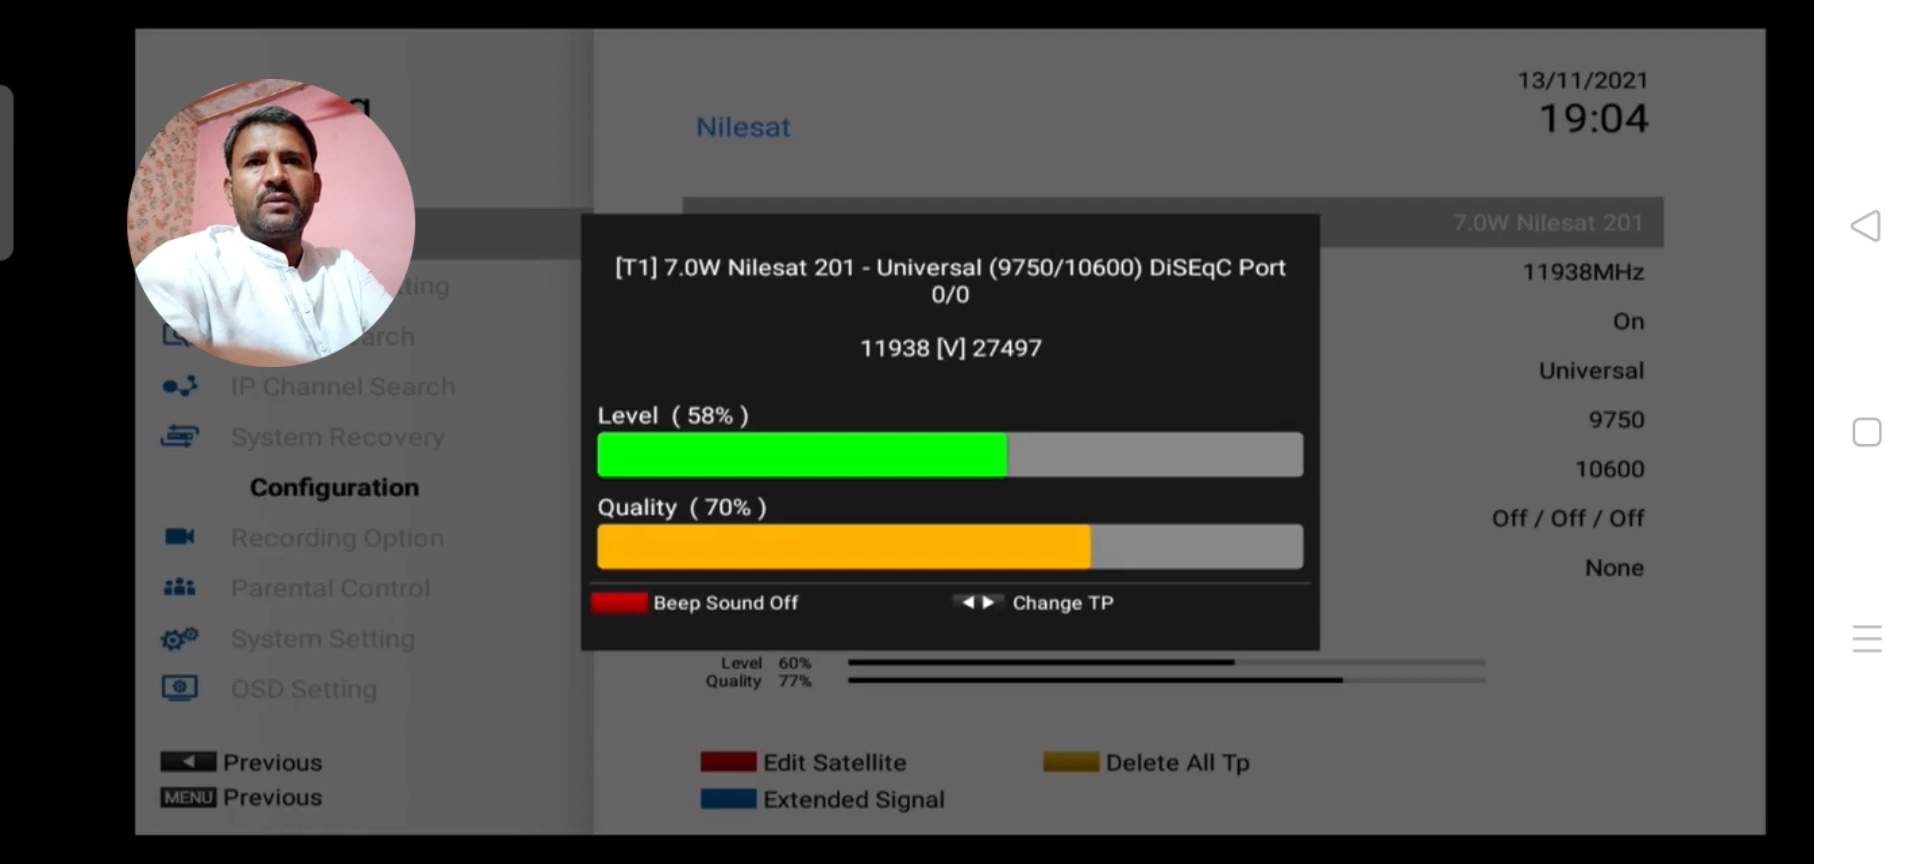 g
13/11/2021
19:04
Nilesat
7.0W Nilesat 201
[T1] 7.0W Nilesat 201 - Universal (9750/10600) DiSEqC Port
0/0
11938 [V] 27497
Level ( 58% )
Quality ( 70% )
Beep Sound Off
Change TP
11938MHz
On
Universal
9750
10600
Off / Off / Off
None
tting
arch
IP Channel Search
System Recovery
Configuration
Recording Option
Parental Control
System Setting
OSD Setting
Level 60%
Quality 77%
Previous
MENU Previous
Edit Satellite
Delete All Tp
Extended Signal